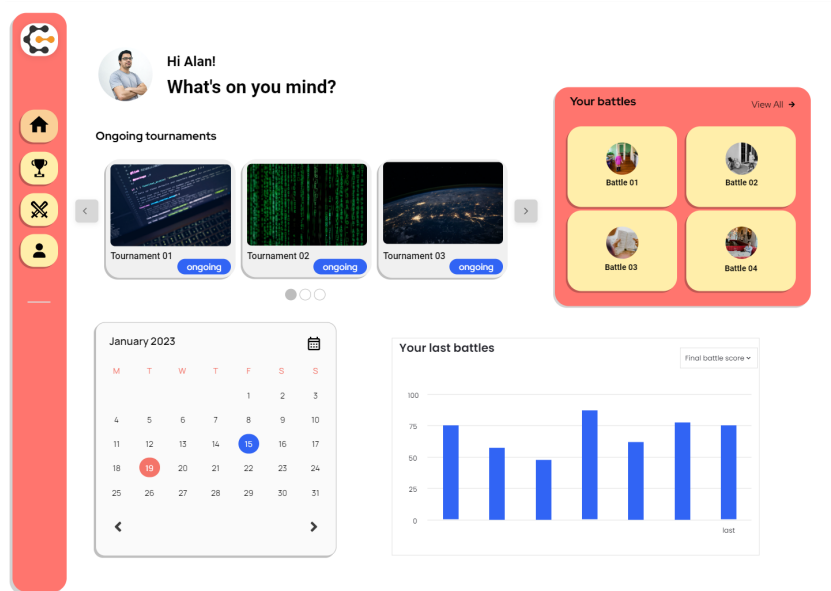 Hi Alan!
What's on you mind?
Ongoing tournaments
Tournament 01
ongoing
Tournament 02
ongoing
Tournament 03
ongoing
Your battles
View All
Battle 01
Battle 02
Battle 03
Battle 04
January 2023
M T W T F S S
1 2 3
4 5 6 7 8 9 10
11 12 13 14 15 16 17
18 19 20 21 22 23 24
25 26 27 28 29 30 31
Your last battles
Final battle score
100
75
50
25
0
last